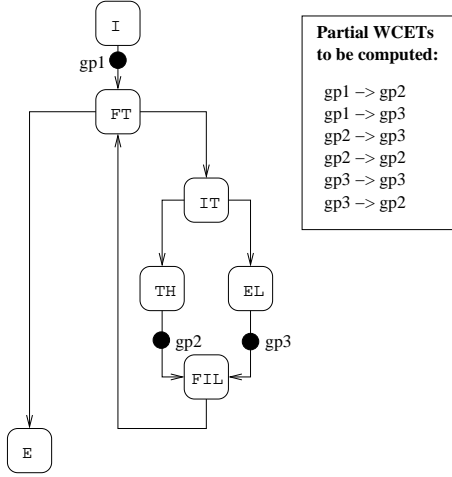 I
gp1
FT
IT
TH
EL
gp2
gp3
FIL
E
Partial WCETs
to be computed:
gp1 −> gp2
gp1 −> gp3
gp2 −> gp3
gp2 −> gp2
gp3 −> gp3
gp3 −> gp2